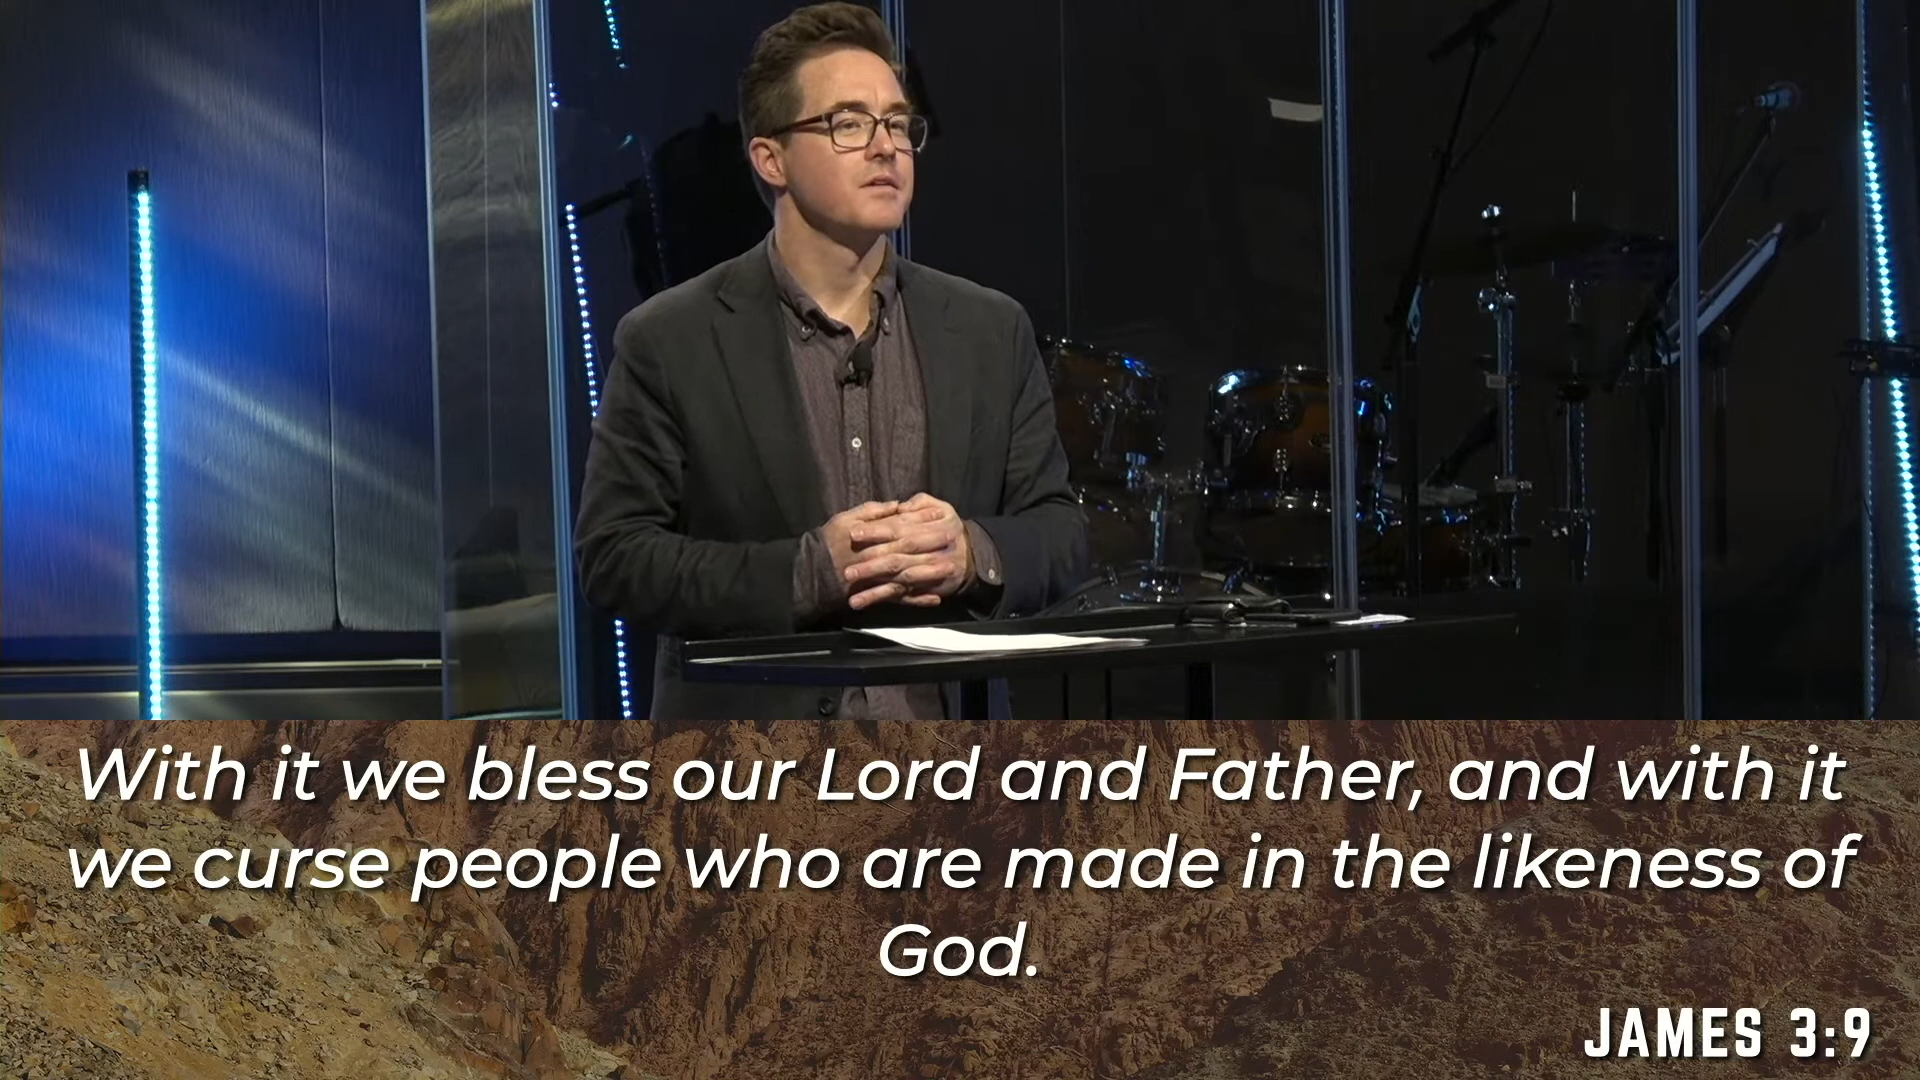 With it we bless our Lord and Father, and with it
we curse people who are made in the likeness of
God.
JAMES 3:9